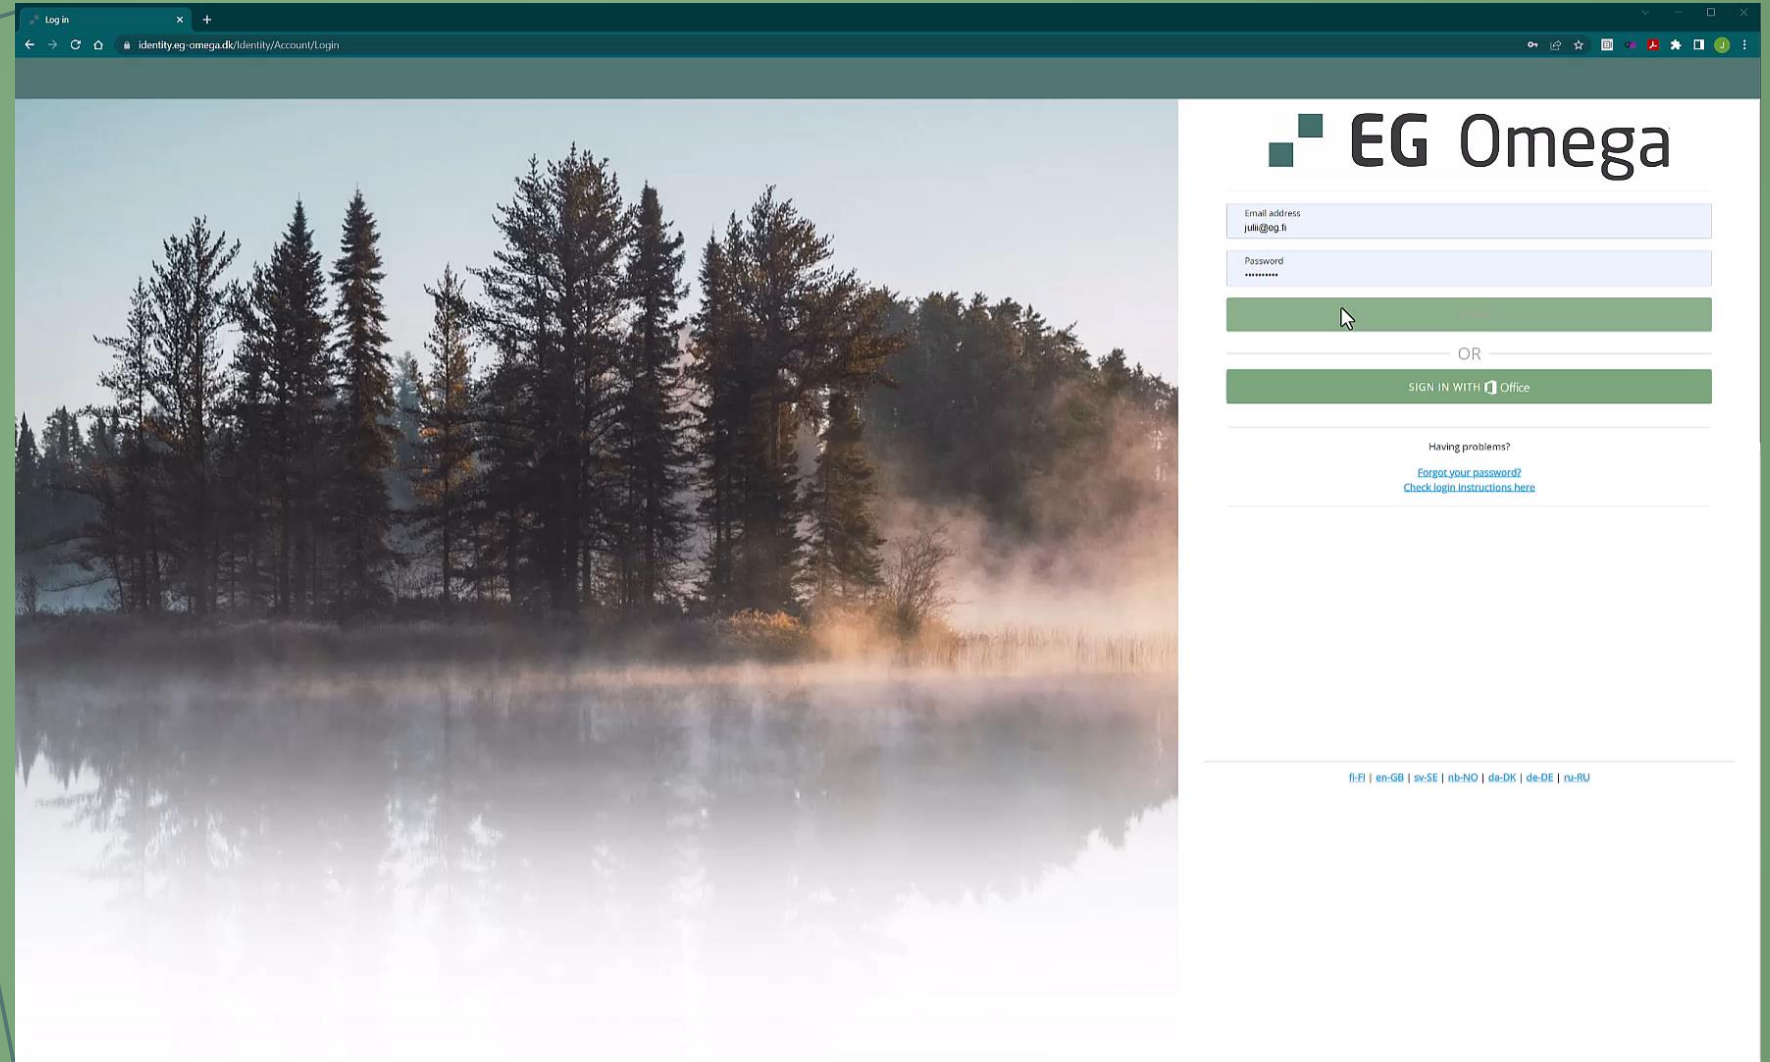 Log in
identity.eg-omega.dk/Identity/Account/Login
J
EG Omega
Email address
julii@eg.fi
Password
••••••••••
OR
SIGN IN WITH Office
Having problems?
Forgot your password?
Check login instructions here
fi-FI | en-GB | sv-SE | nb-NO | da-DK | de-DE | ru-RU